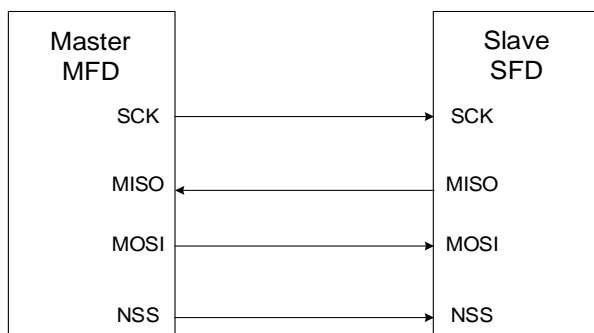 Master
MFD
Slave
SFD
SCK
SCK
MISO
MISO
MOSI
MOSI
NSS
NSS